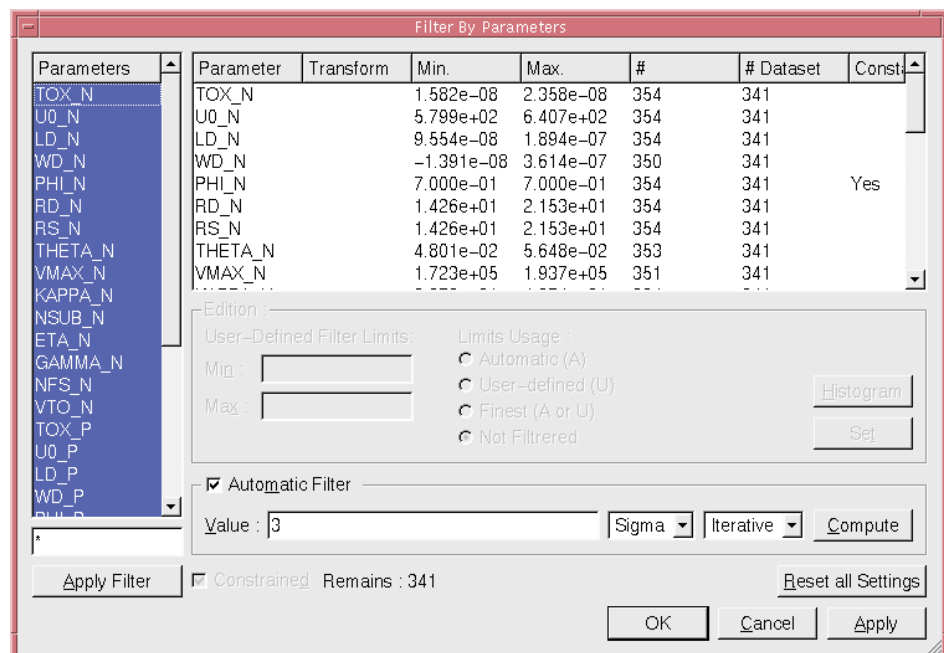 Filter By Parameters
Parameters
TOX_N
U0_N
LD_N
WD_N
PHI_N
RD_N
RS_N
THETA_N
VMAX_N
KAPPA_N
NSUB_N
ETA_N
GAMMA_N
NFS_N
VTO_N
TOX_P
U0_P
LD_P
WD_P
*
Apply Filter
Parameter Transform Min. Max. # # Dataset Consta
TOX_N 1.582e-08 2.358e-08 354 341
U0_N 5.799e+02 6.407e+02 354 341
LD_N 9.554e-08 1.894e-07 354 341
WD_N -1.391e-08 3.614e-07 350 341
PHI_N 7.000e-01 7.000e-01 354 341 Yes
RD_N 1.426e+01 2.153e+01 354 341
RS_N 1.426e+01 2.153e+01 354 341
THETA_N 4.801e-02 5.648e-02 353 341
VMAX_N 1.723e+05 1.937e+05 351 341
Edition :
User-Defined Filter Limits:
Min :
Max :
Limits Usage :
Automatic (A)
User-defined (U)
Finest (A or U)
Not Filtrered
Histogram
Set
Automatic Filter
Value : 3 Sigma Iterative Compute
Constrained Remains : 341
Reset all Settings
OK Cancel Apply